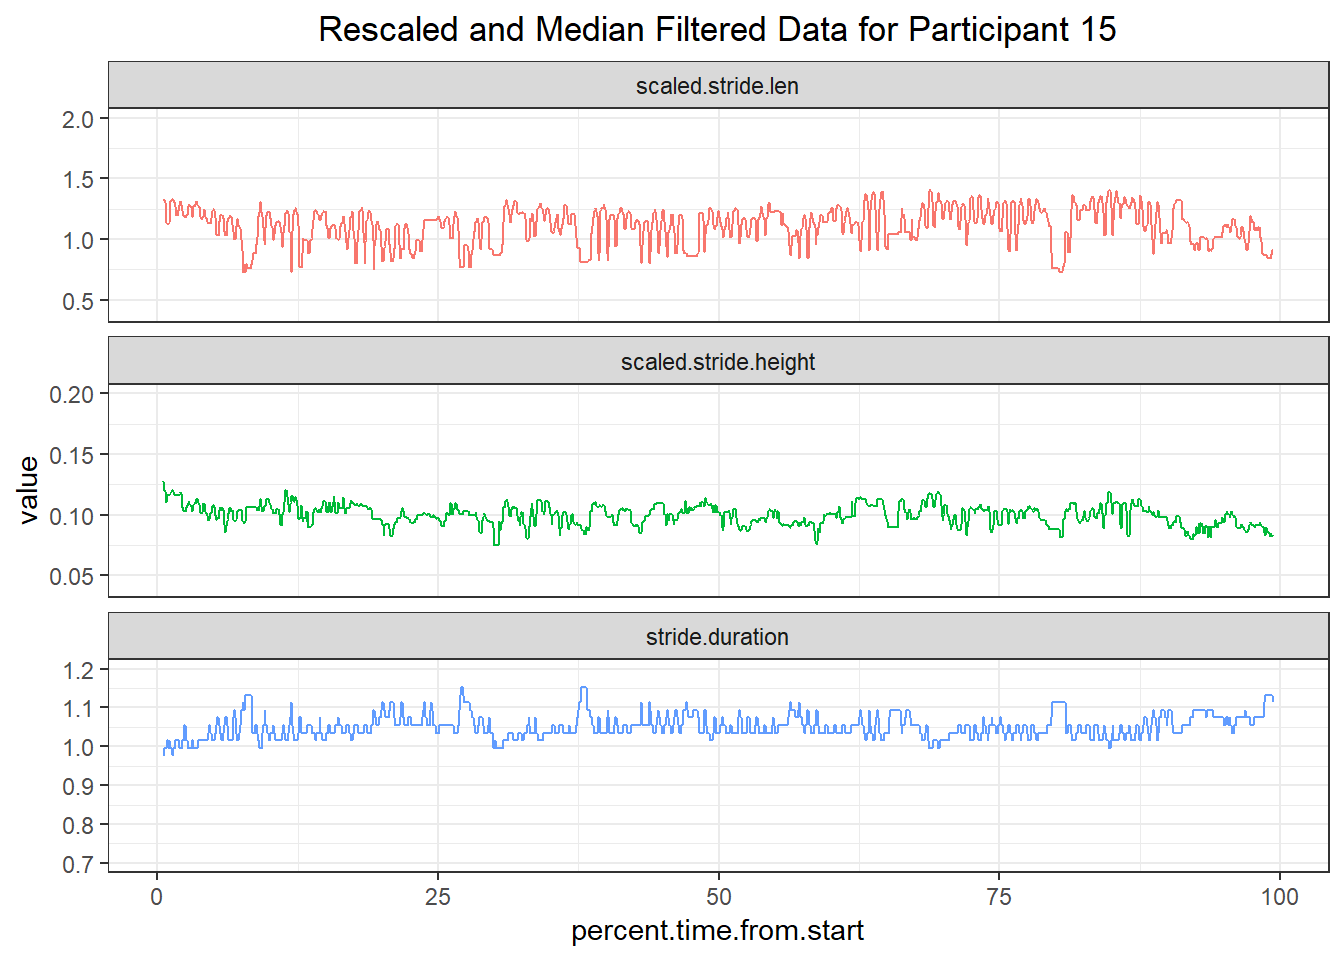 Rescaled and Median Filtered Data for Participant 15
scaled.stride.len
2.0
1.5
1.0
0.5
scaled.stride.height
0.20
0.15
0.10
0.05
value
stride.duration
1.2
1.1
1.0
0.9
0.8
0.7
0 25 50 75 100
percent.time.from.start